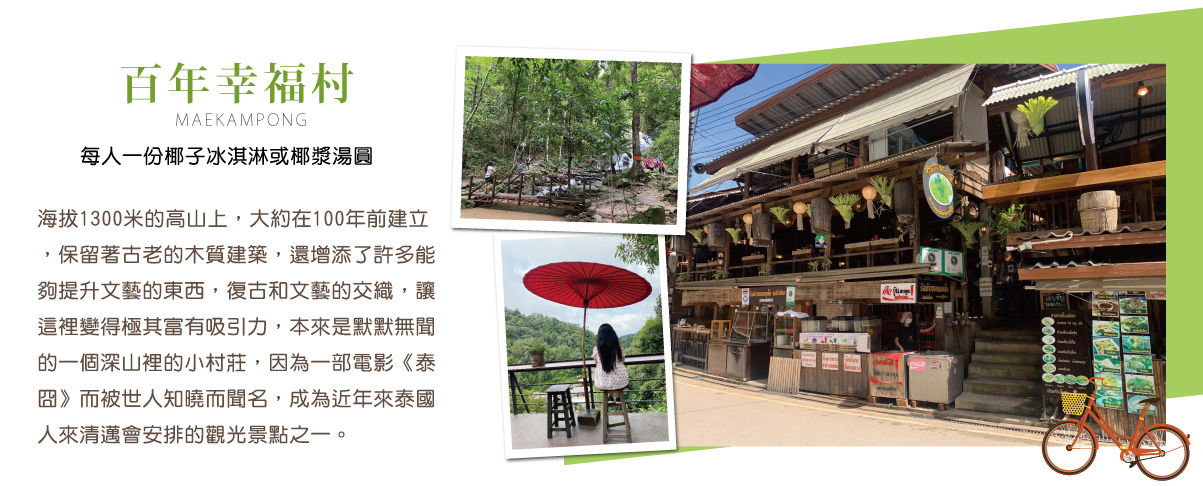 百年幸福村
MAEKAMPONG
每人一份椰子冰淇淋或椰漿湯圓
海拔1300米的高山上，大約在100年前建立
，保留著古老的木質建築，還增添了許多能
夠提升文藝的東西，復古和文藝的交織，讓
這裡變得極其富有吸引力，本來是默默無聞
的一個深山裡的小村莊，因為一部電影《泰
囧》而被世人知曉而聞名，成為近年來泰國
人來清邁會安排的觀光景點之一。